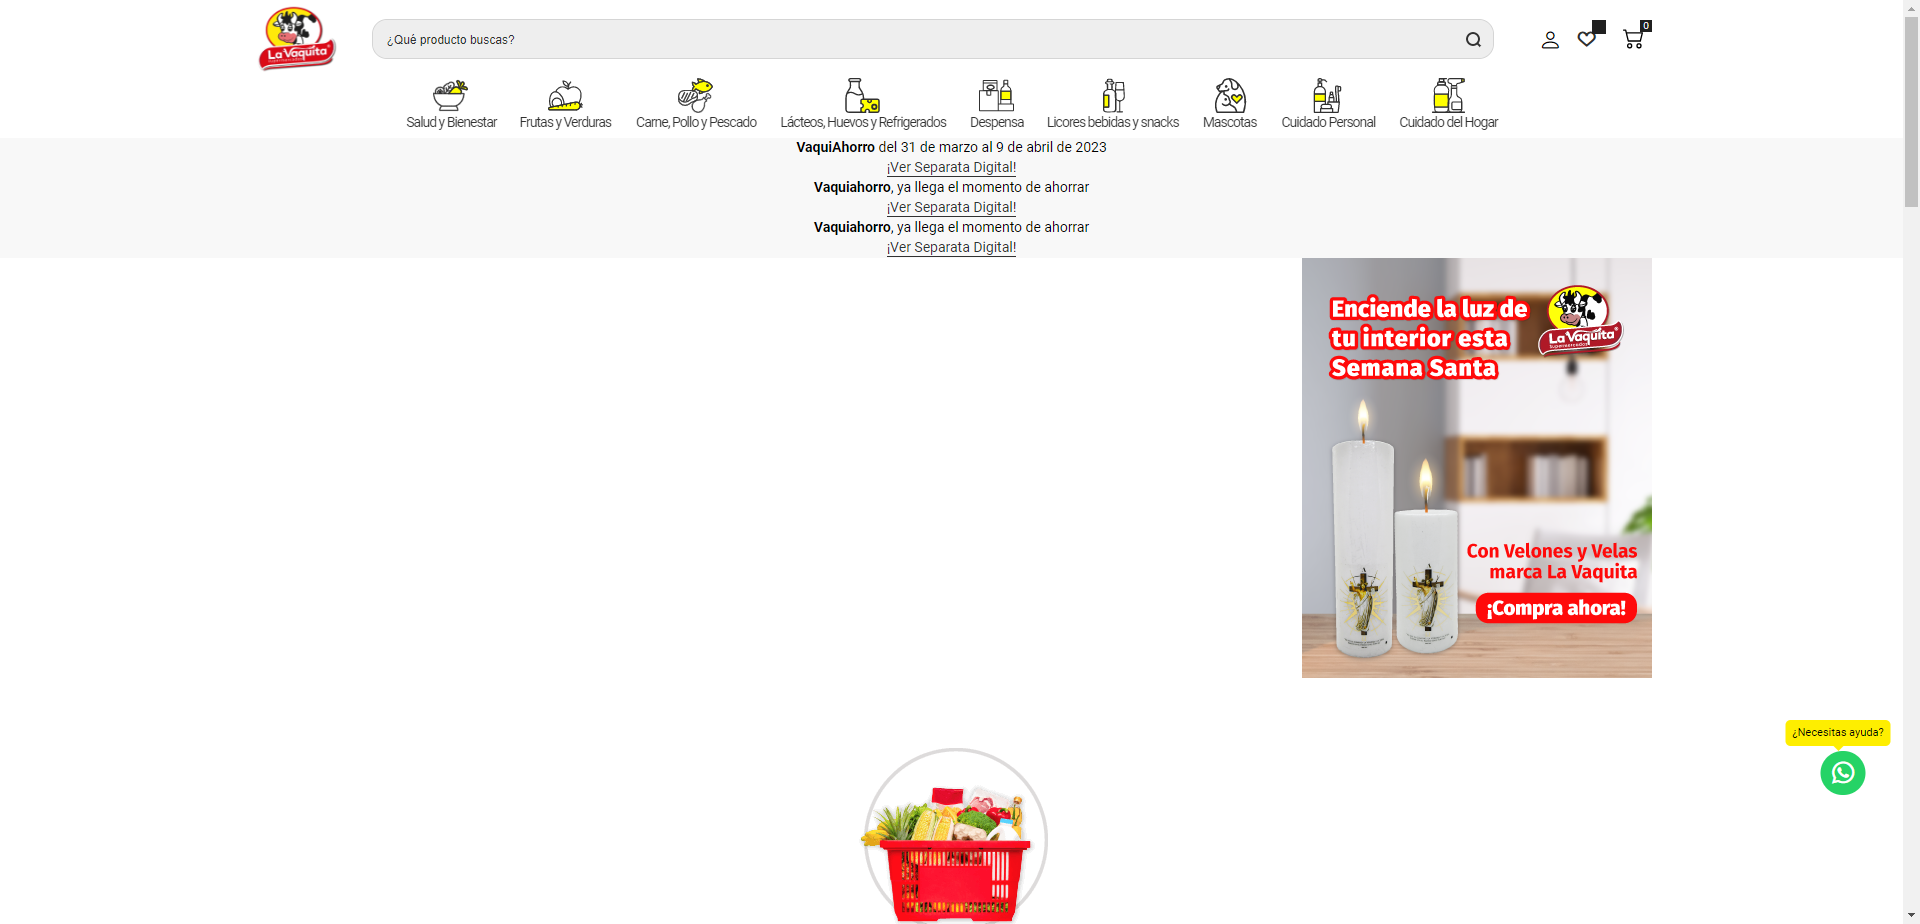 La Vaquita
¿Qué producto buscas?
0
Salud y Bienestar
Frutas y Verduras
Carne, Pollo y Pescado
Lácteos, Huevos y Refrigerados
Despensa
Licores bebidas y snacks
Mascotas
Cuidado Personal
Cuidado del Hogar
VaquiAhorro del 31 de marzo al 9 de abril de 2023
¡Ver Separata Digital!
Vaquiahorro, ya llega el momento de ahorrar
¡Ver Separata Digital!
Vaquiahorro, ya llega el momento de ahorrar
¡Ver Separata Digital!
Enciende la luz de
tu interior esta
Semana Santa
La Vaquita
Supermercados
Con Velones y Velas
marca La Vaquita
¡Compra ahora!
¿Necesitas ayuda?